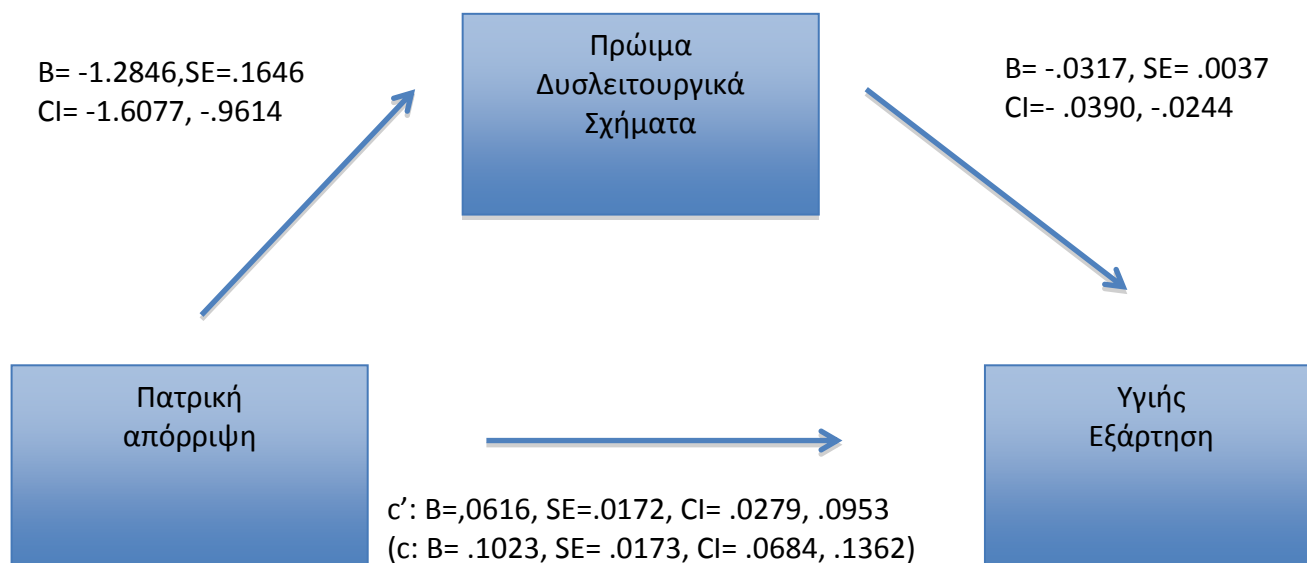 Πρώιμα
Δυσλειτουργικά
Σχήματα
B= -1.2846,SE=.1646
CI= -1.6077, -.9614
B= -.0317, SE= .0037
CI=- .0390, -.0244
Πατρική
απόρριψη
Υγιής
Εξάρτηση
c’: B=,0616, SE=.0172, CI= .0279, .0953
(c: B= .1023, SE= .0173, CI= .0684, .1362)